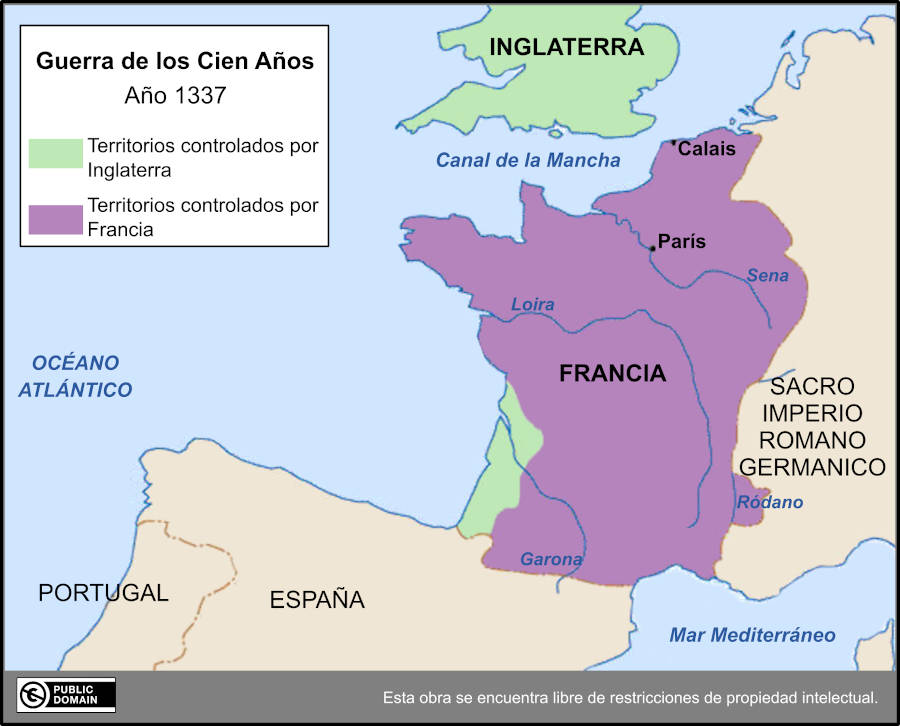 Guerra de los Cien Años
Año 1337
Territorios controlados por
Inglaterra
Territorios controlados por
Francia
INGLATERRA
Canal de la Mancha
Calais
París
Sena
Loira
OCÉANO
ATLÁNTICO
FRANCIA
SACRO
IMPERIO
ROMANO
GERMANICO
Ródano
Garona
PORTUGAL
ESPAÑA
Mar Mediterráneo
PUBLIC
DOMAIN
Esta obra se encuentra libre de restricciones de propiedad intelectual.